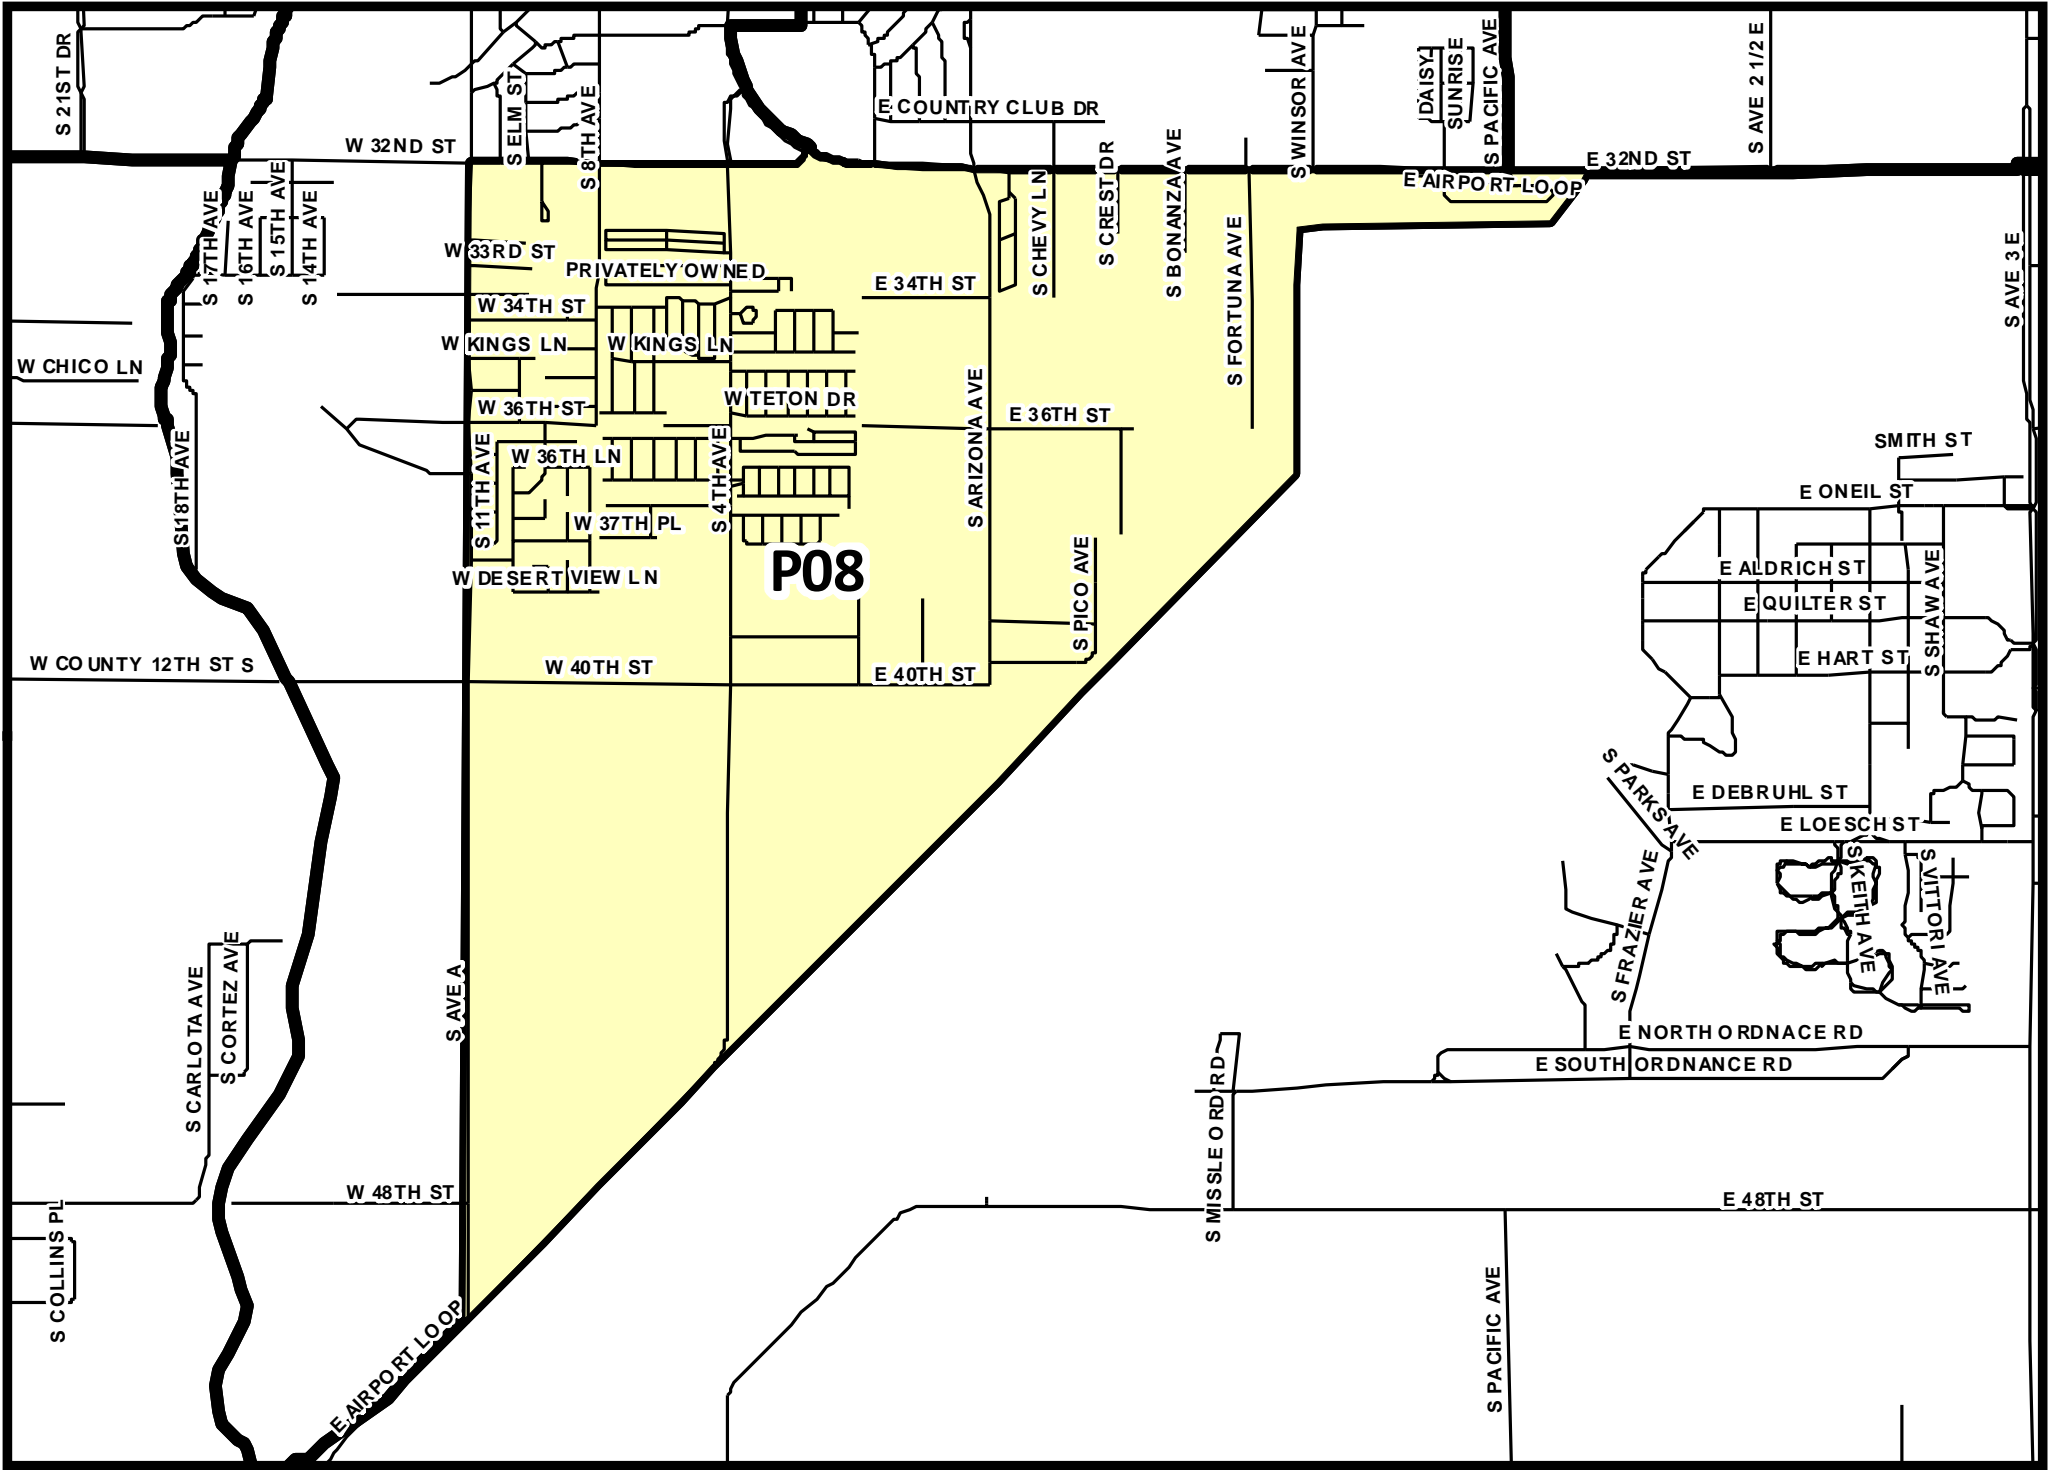 S 21ST DR
S ELM ST
S 8TH AVE
E COUNTRY CLUB DR
S WINSOR AVE
DAISY
SUNRISE
S PACIFIC AVE
S AVE 2 1/2 E
W 32ND ST
E 32ND ST
E AIRPORT LOOP
S 17TH AVE
S 16TH AVE
S 15TH AVE
S 14TH AVE
S CHEVY LN
S CREST DR
S BONANZA AVE
S FORTUNA AVE
S AVE 3 E
W 33RD ST
PRIVATELY OWNED
E 34TH ST
W 34TH ST
W KINGS LN
W KINGS LN
W CHICO LN
W TETON DR
W 36TH ST
E 36TH ST
S ARIZONA AVE
S 18TH AVE
S 11TH AVE
W 36TH LN
S 4TH AVE
SMITH ST
E ONEIL ST
W 37TH PL
P08
W DESERT VIEW LN
S PICO AVE
E ALDRICH ST
E QUILTER ST
S SHAW AVE
E HART ST
W COUNTY 12TH ST S
W 40TH ST
E 40TH ST
S PARKS AVE
E DEBRUHL ST
E LOESCH ST
S FRAZIER AVE
S KEITH AVE
S VITTORI AVE
S CARLOTA AVE
S CORTEZ AVE
S AVE A
E NORTH ORDNACE RD
E SOUTH ORDNANCE RD
S MISSLE ORD RD
W 48TH ST
E 48TH ST
S COLLINS PL
E AIRPORT LOOP
S PACIFIC AVE